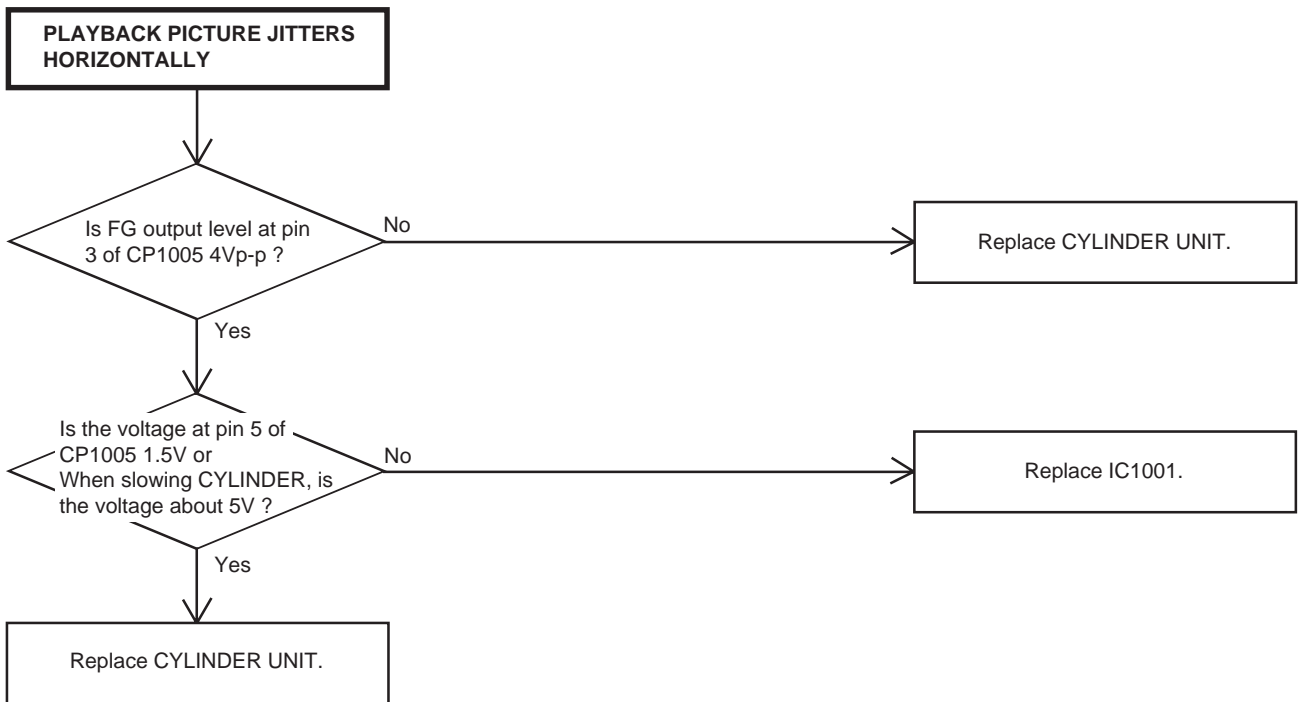 PLAYBACK PICTURE JITTERS
HORIZONTALLY
Is FG output level at pin
3 of CP1005 4Vp-p ?
No
Replace CYLINDER UNIT.
Yes
Is the voltage at pin 5 of
CP1005 1.5V or
When slowing CYLINDER, is
the voltage about 5V ?
No
Replace IC1001.
Yes
Replace CYLINDER UNIT.